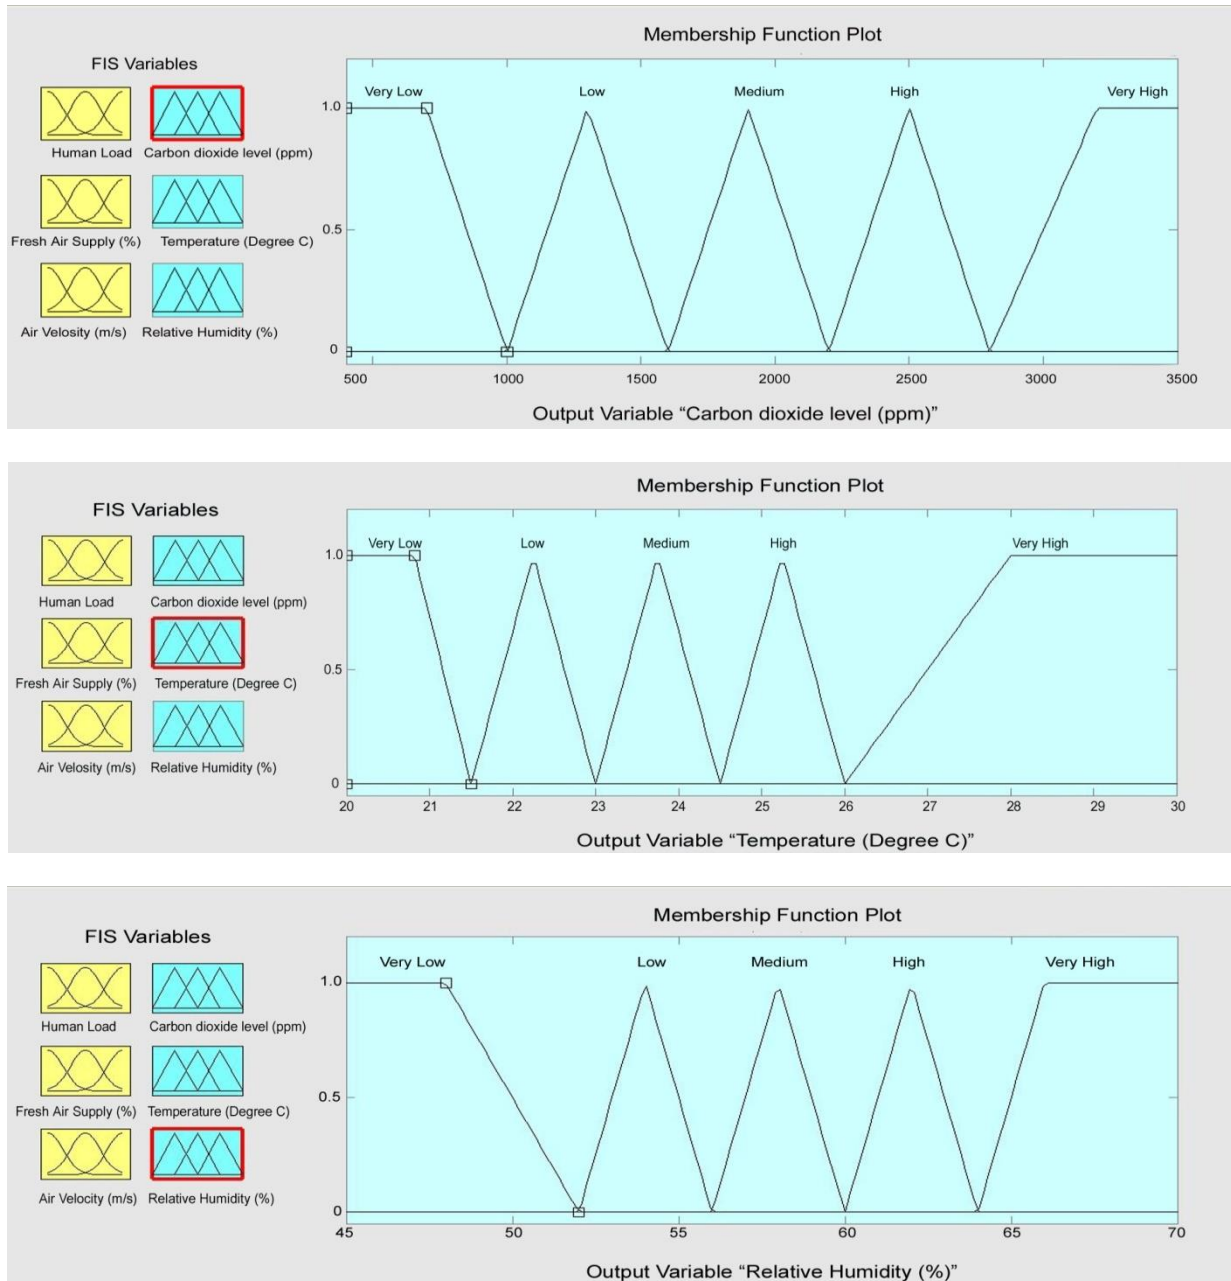 Membership Function Plot
FIS Variables
Very Low Low Medium High Very High
1.0
Human Load Carbon dioxide level (ppm)
0.5
Fresh Air Supply (%) Temperature (Degree C)
Air Velosity (m/s) Relative Humidity (%)
0
500 1000 1500 2000 2500 3000 3500
Output Variable “Carbon dioxide level (ppm)”
Membership Function Plot
FIS Variables
Very Low Low Medium High Very High
1.0
Human Load Carbon dioxide level (ppm)
0.5
Fresh Air Supply (%) Temperature (Degree C)
Air Velosity (m/s) Relative Humidity (%)
0
20 21 22 23 24 25 26 27 28 29 30
Output Variable “Temperature (Degree C)”
Membership Function Plot
FIS Variables
Very Low Low Medium High Very High
1.0
Human Load Carbon dioxide level (ppm)
0.5
Fresh Air Supply (%) Temperature (Degree C)
Air Velocity (m/s) Relative Humidity (%)
0
45 50 55 60 65 70
Output Variable “Relative Humidity (%)”